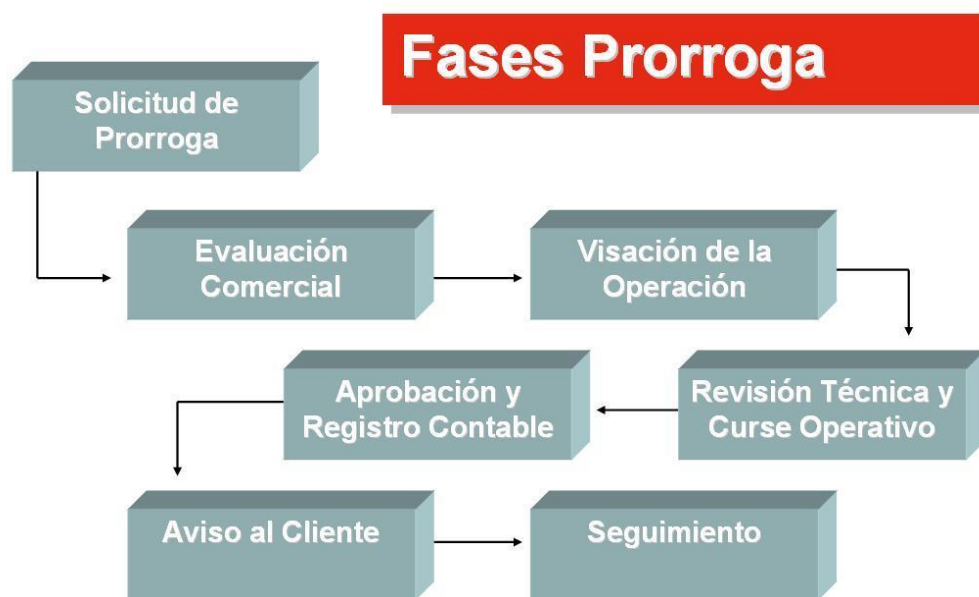 Fases Prorroga
Solicitud de
Prorroga
Evaluación
Comercial
Visación de la
Operación
Revisión Técnica y
Curse Operativo
Aprobación y
Registro Contable
Aviso al Cliente
Seguimiento